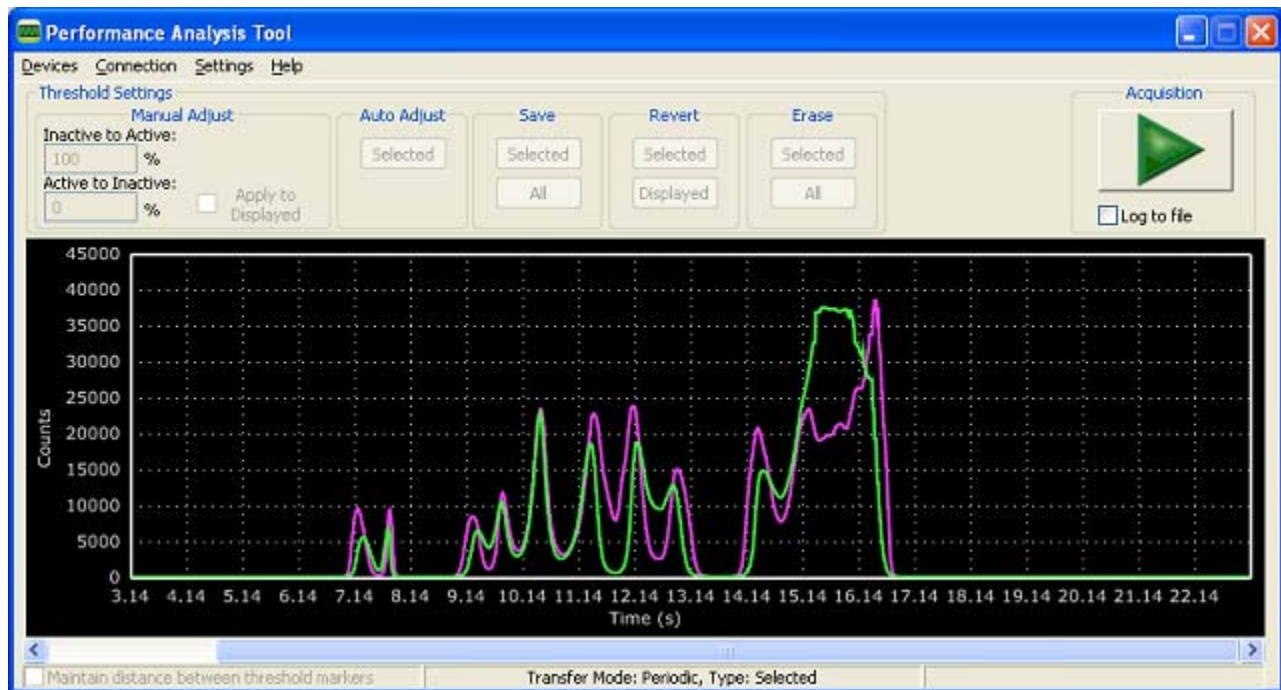 Performance Analysis Tool
Devices Connection Settings Help
Threshold Settings
Manual Adjust
Inactive to Active:
100 %
Active to Inactive:
0 %
Apply to
Displayed
Auto Adjust
Selected
Save
Selected
All
Revert
Selected
Displayed
Erase
Selected
All
Acquisition
Log to file
45000
40000
35000
30000
25000
20000
15000
10000
5000
0
Counts
3.14 4.14 5.14 6.14 7.14 8.14 9.14 10.14 11.14 12.14 13.14 14.14 15.14 16.14 17.14 18.14 19.14 20.14 21.14 22.14
Time (s)
Maintain distance between threshold markers
Transfer Mode: Periodic, Type: Selected